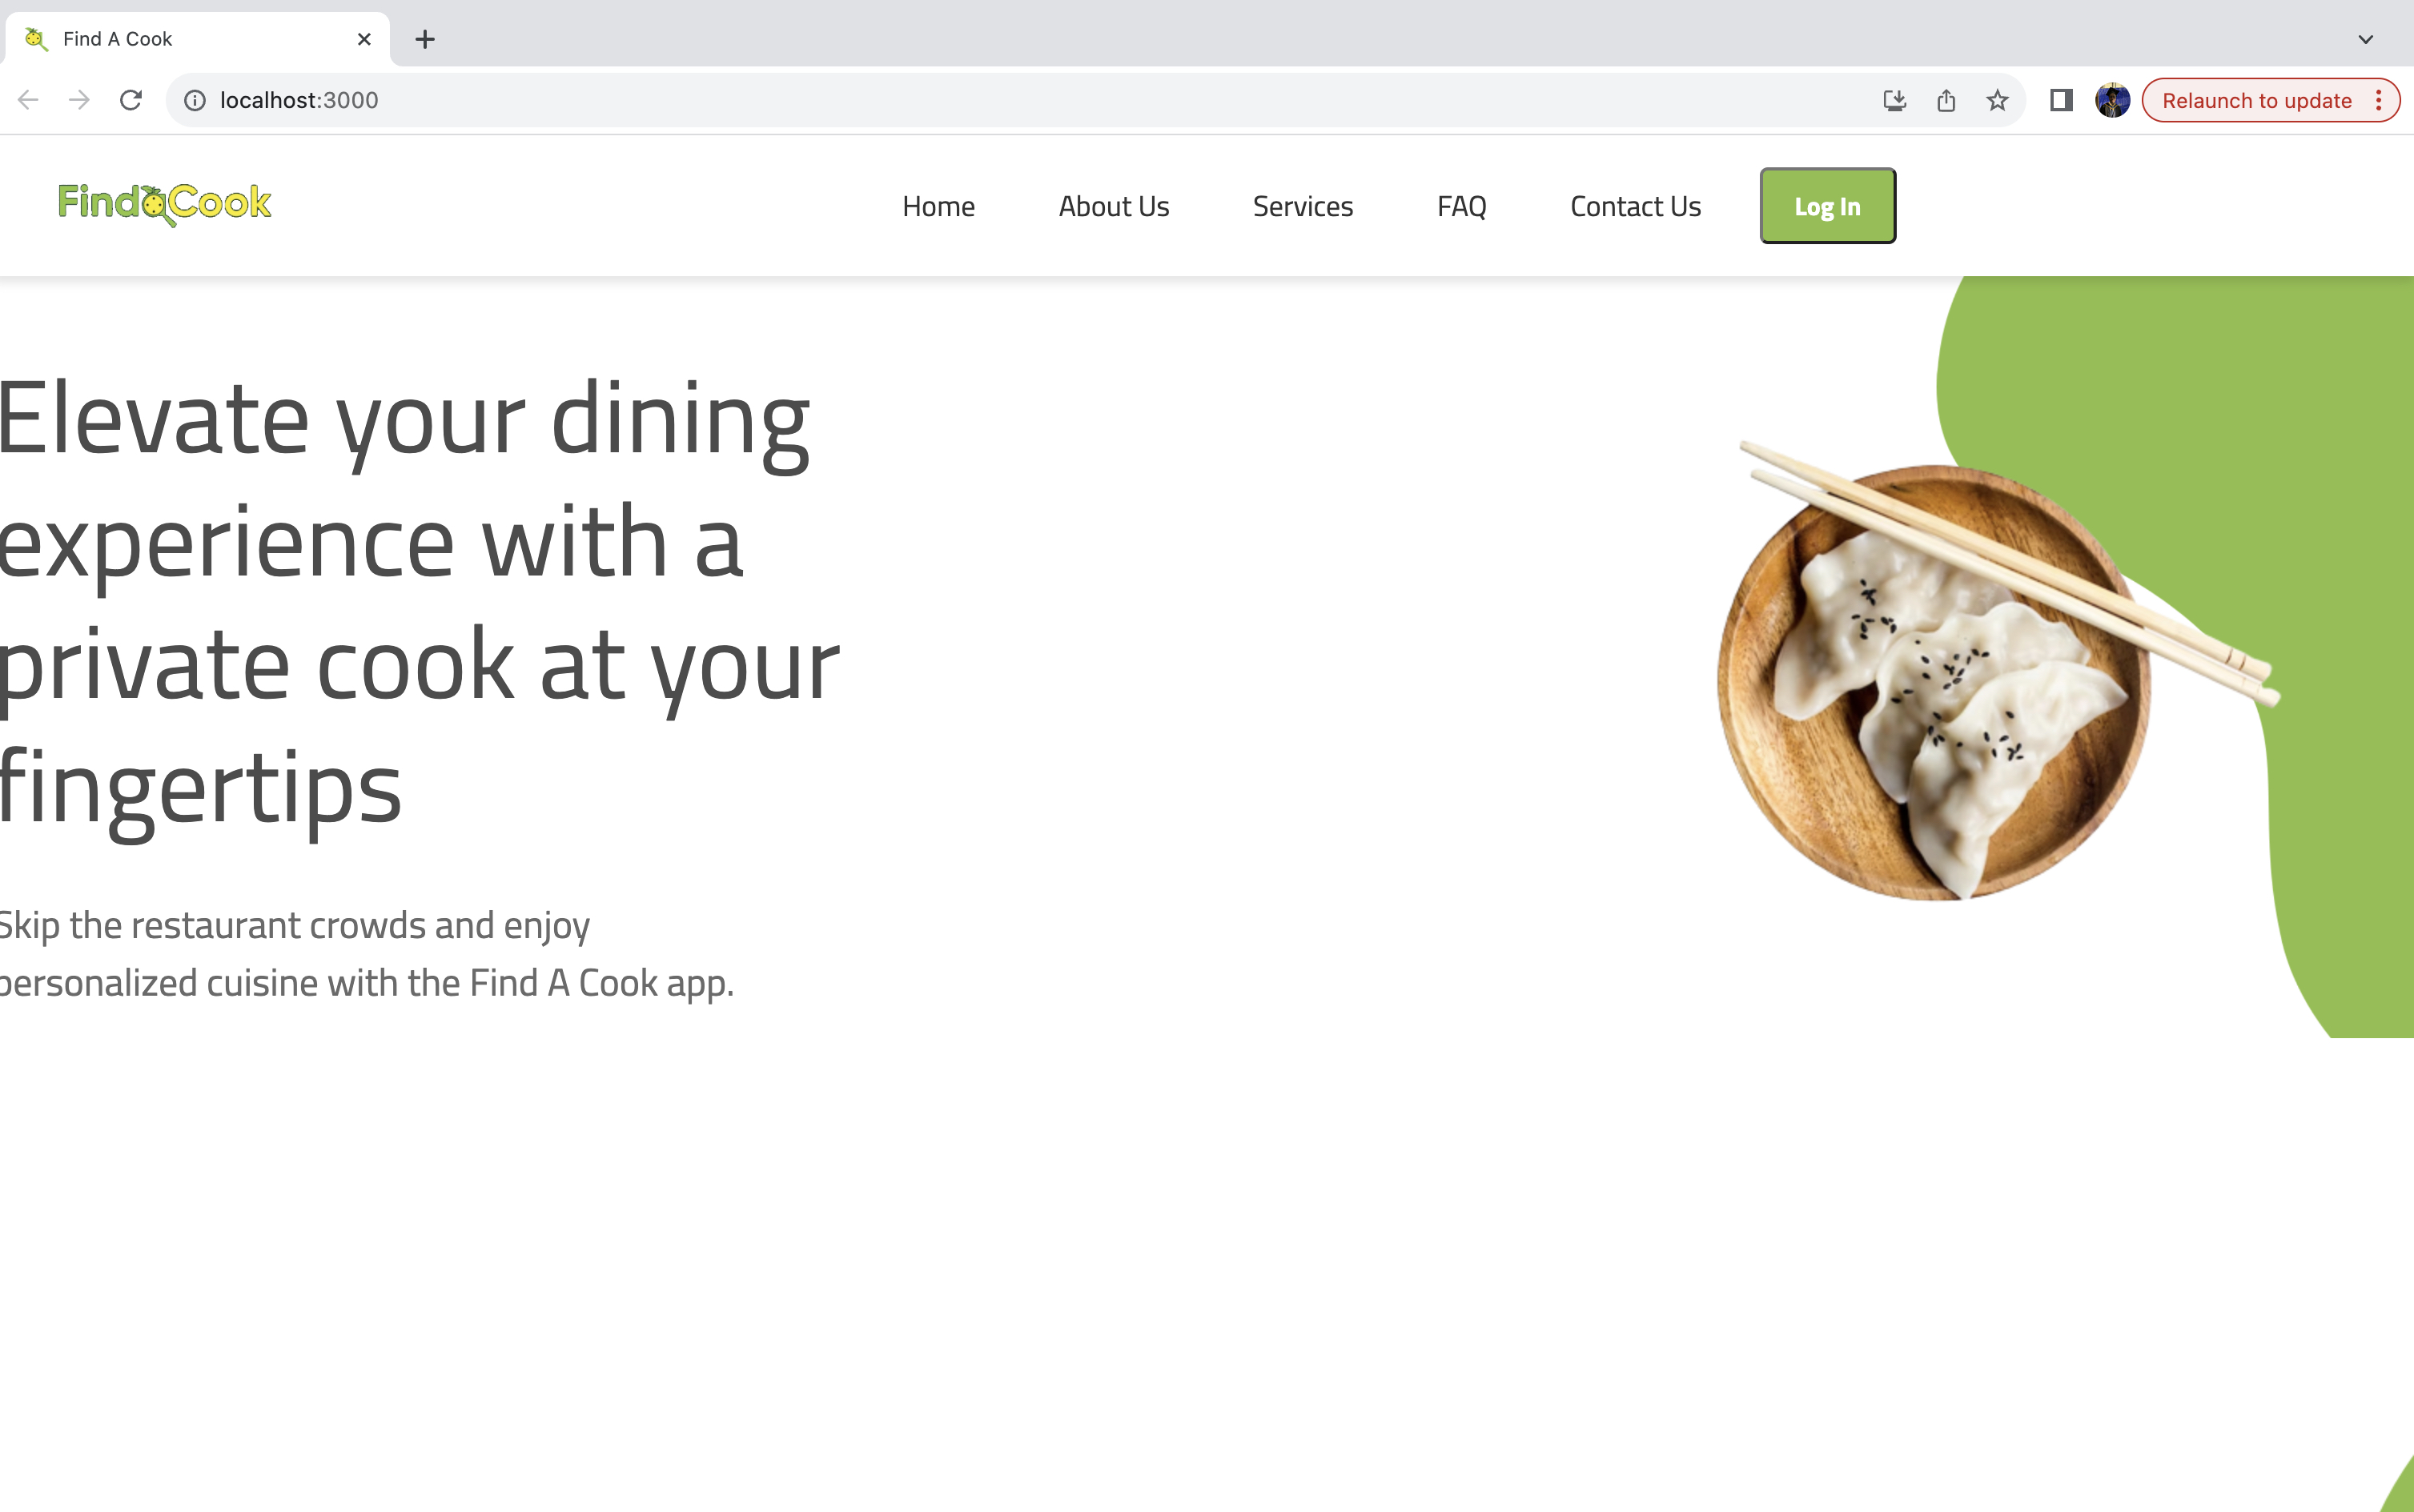 Find A Cook
localhost:3000
Relaunch to update
Find Cook
Home About Us Services FAQ Contact Us Log In
Elevate your dining
experience with a
private cook at your
fingertips
Skip the restaurant crowds and enjoy
personalized cuisine with the Find A Cook app.